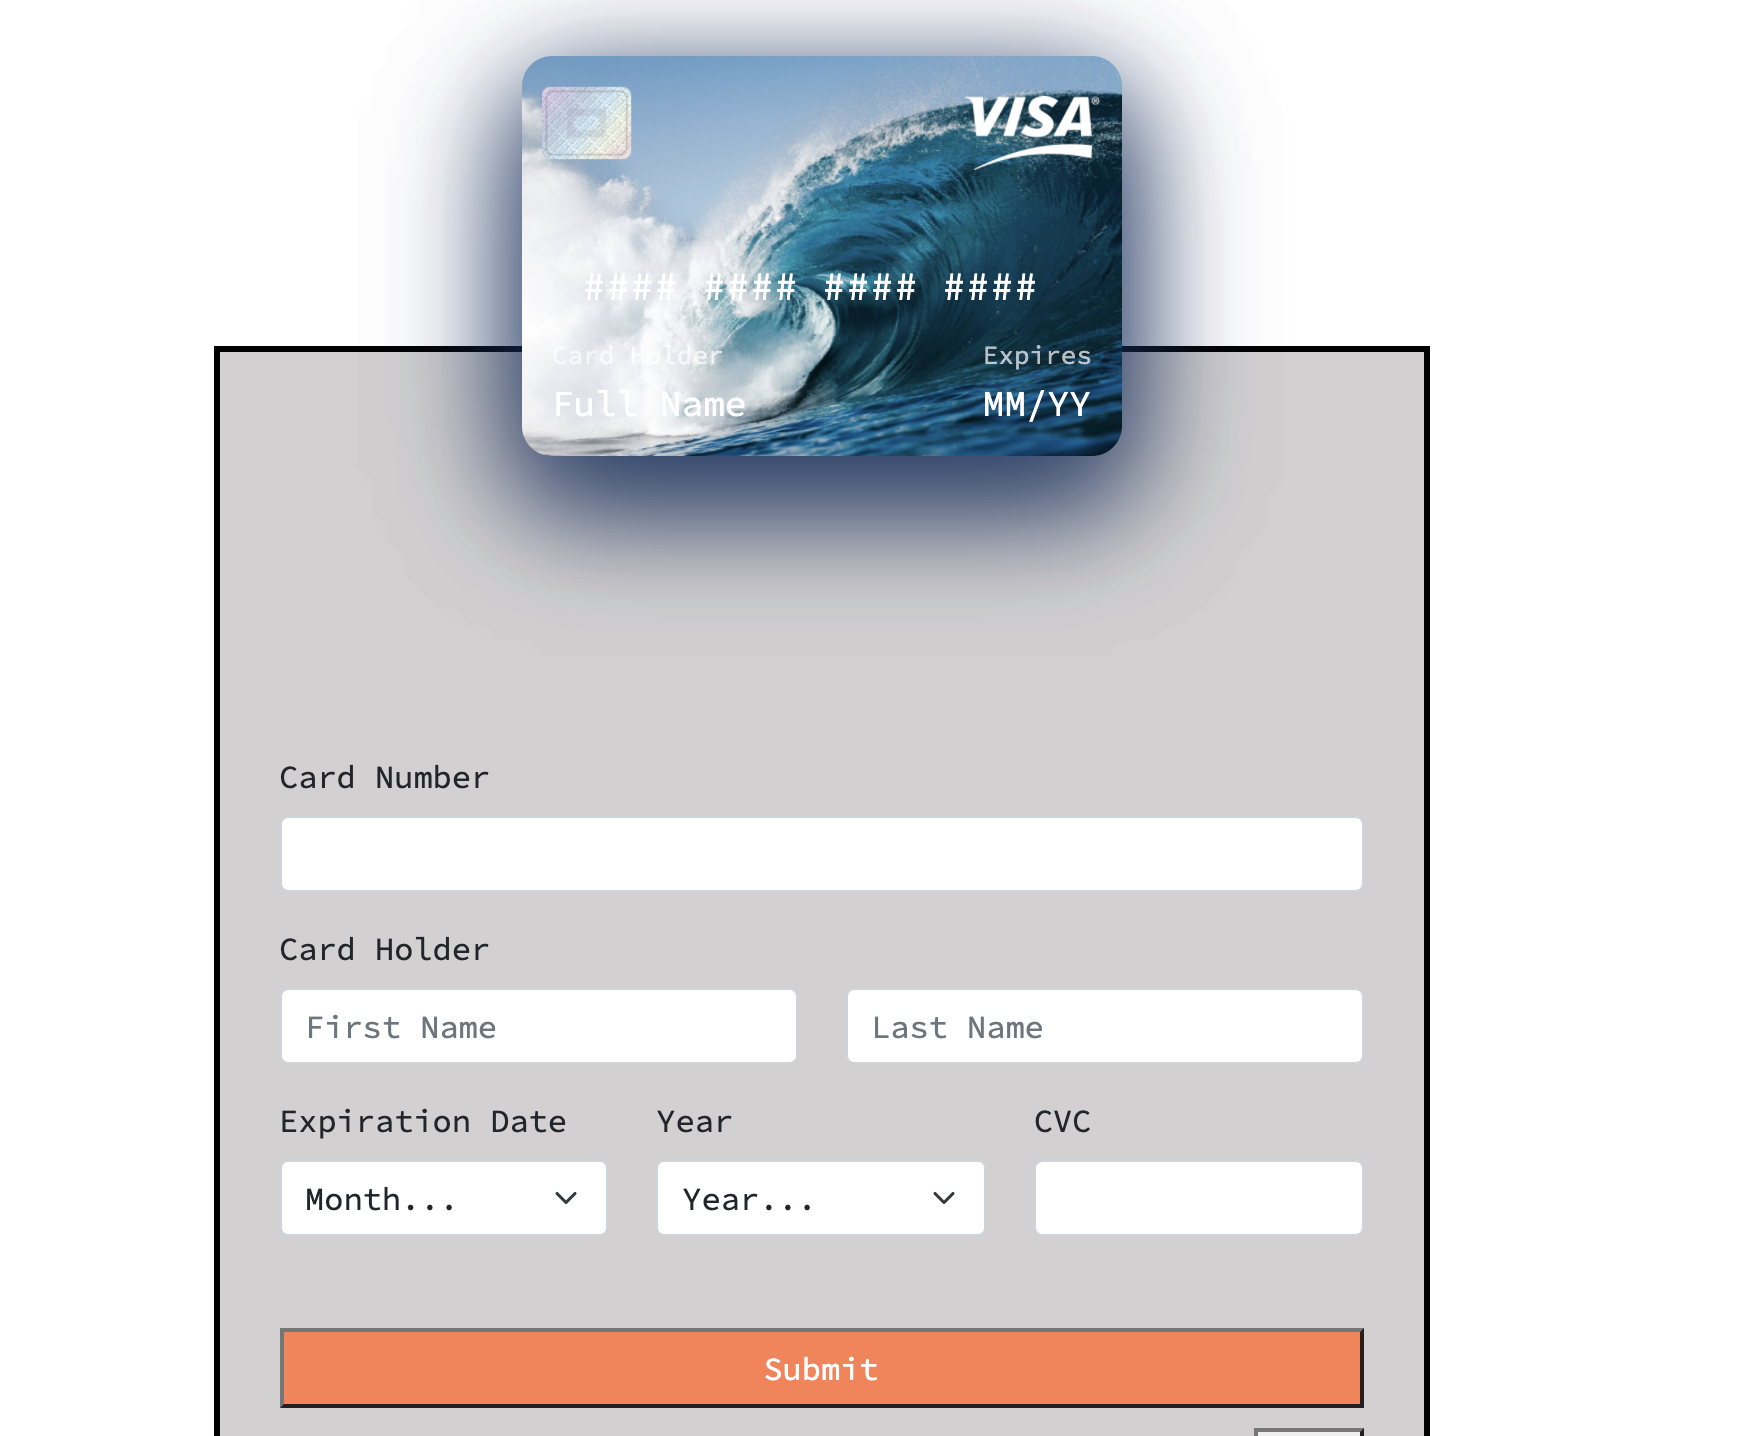 VISA®
#### #### #### ####
Card Holder Expires
Full Name MM/YY
Card Number
Card Holder
First Name Last Name
Expiration Date Year CVC
Month... Year...
Submit